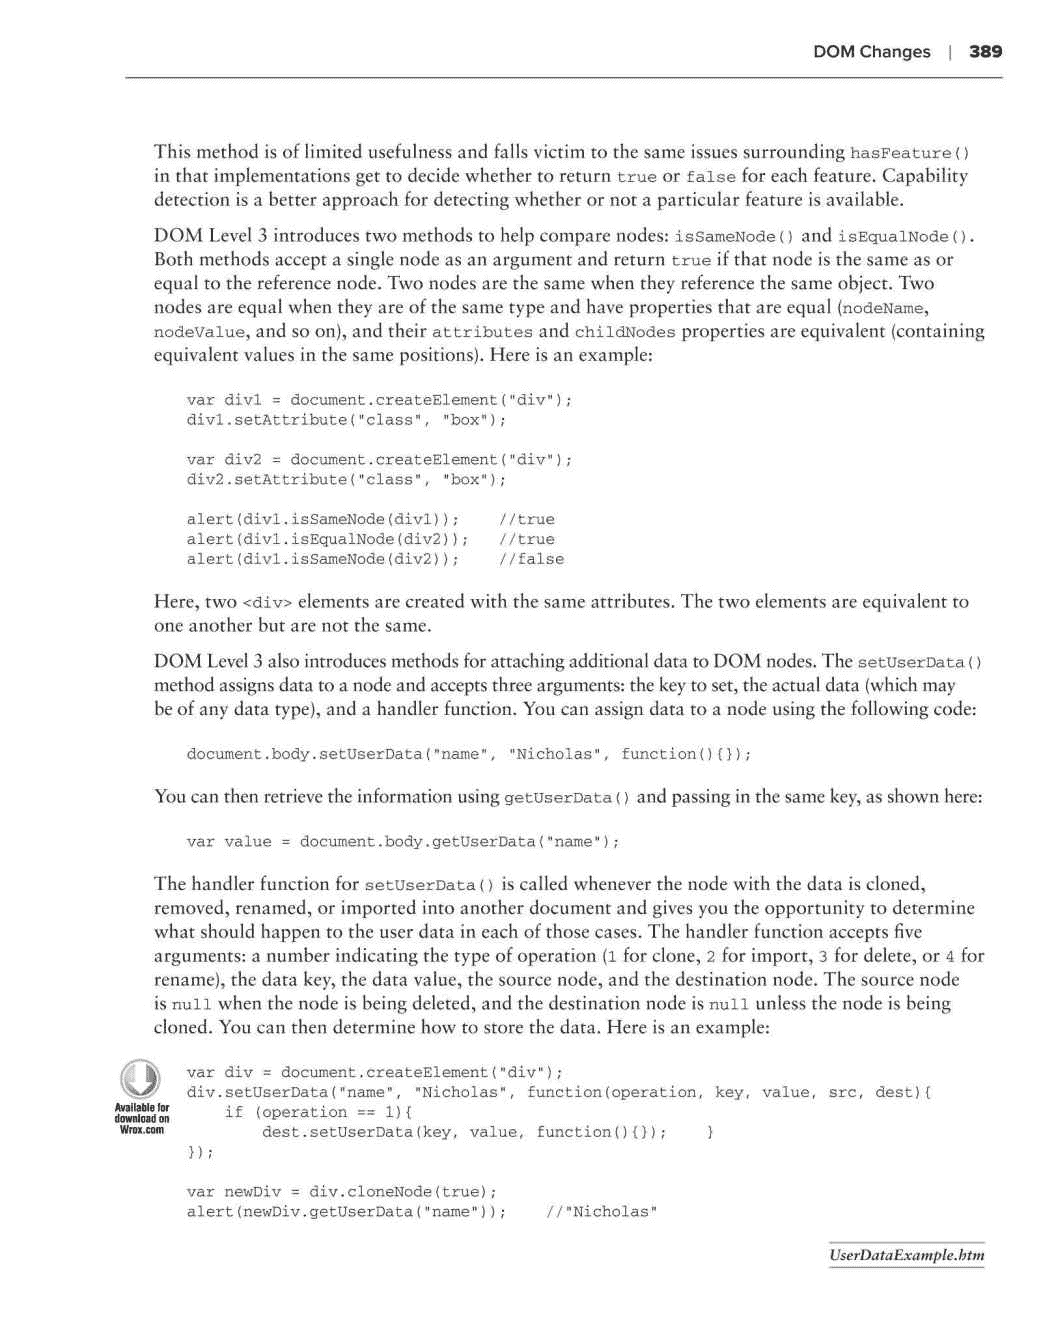 DOM Changes | 389
This method is of limited usefulness and falls victim to the same issues surrounding hasFeature()
in that implementations get to decide whether to return true or false for each feature. Capability
detection is a better approach for detecting whether or not a particular feature is available.
DOM Level 3 introduces two methods to help compare nodes: isSameNode() and isEqualNode().
Both methods accept a single node as an argument and return true if that node is the same as or
equal to the reference node. Two nodes are the same when they reference the same object. Two
nodes are equal when they are of the same type and have properties that are equal (nodeName,
nodeValue, and so on), and their attributes and childNodes properties are equivalent (containing
equivalent values in the same positions). Here is an example:
var div1 = document.createElement("div");
div1.setAttribute("class", "box");
var div2 = document.createElement("div");
div2.setAttribute("class", "box");
alert(div1.isSameNode(div1));    //true
alert(div1.isEqualNode(div2));   //true
alert(div1.isSameNode(div2));    //false
Here, two <div> elements are created with the same attributes. The two elements are equivalent to
one another but are not the same.
DOM Level 3 also introduces methods for attaching additional data to DOM nodes. The setUserData()
method assigns data to a node and accepts three arguments: the key to set, the actual data (which may
be of any data type), and a handler function. You can assign data to a node using the following code:
document.body.setUserData("name", "Nicholas", function(){});
You can then retrieve the information using getUserData() and passing in the same key, as shown here:
var value = document.body.getUserData("name");
The handler function for setUserData() is called whenever the node with the data is cloned,
removed, renamed, or imported into another document and gives you the opportunity to determine
what should happen to the user data in each of those cases. The handler function accepts five
arguments: a number indicating the type of operation (1 for clone, 2 for import, 3 for delete, or 4 for
rename), the data key, the data value, the source node, and the destination node. The source node
is null when the node is being deleted, and the destination node is null unless the node is being
cloned. You can then determine how to store the data. Here is an example:
Available for
download on
Wrox.com
var div = document.createElement("div");
div.setUserData("name", "Nicholas", function(operation, key, value, src, dest){
    if (operation == 1){
        dest.setUserData(key, value, function(){});    }
});
var newDiv = div.cloneNode(true);
alert(newDiv.getUserData("name"));    //"Nicholas"
UserDataExample.htm